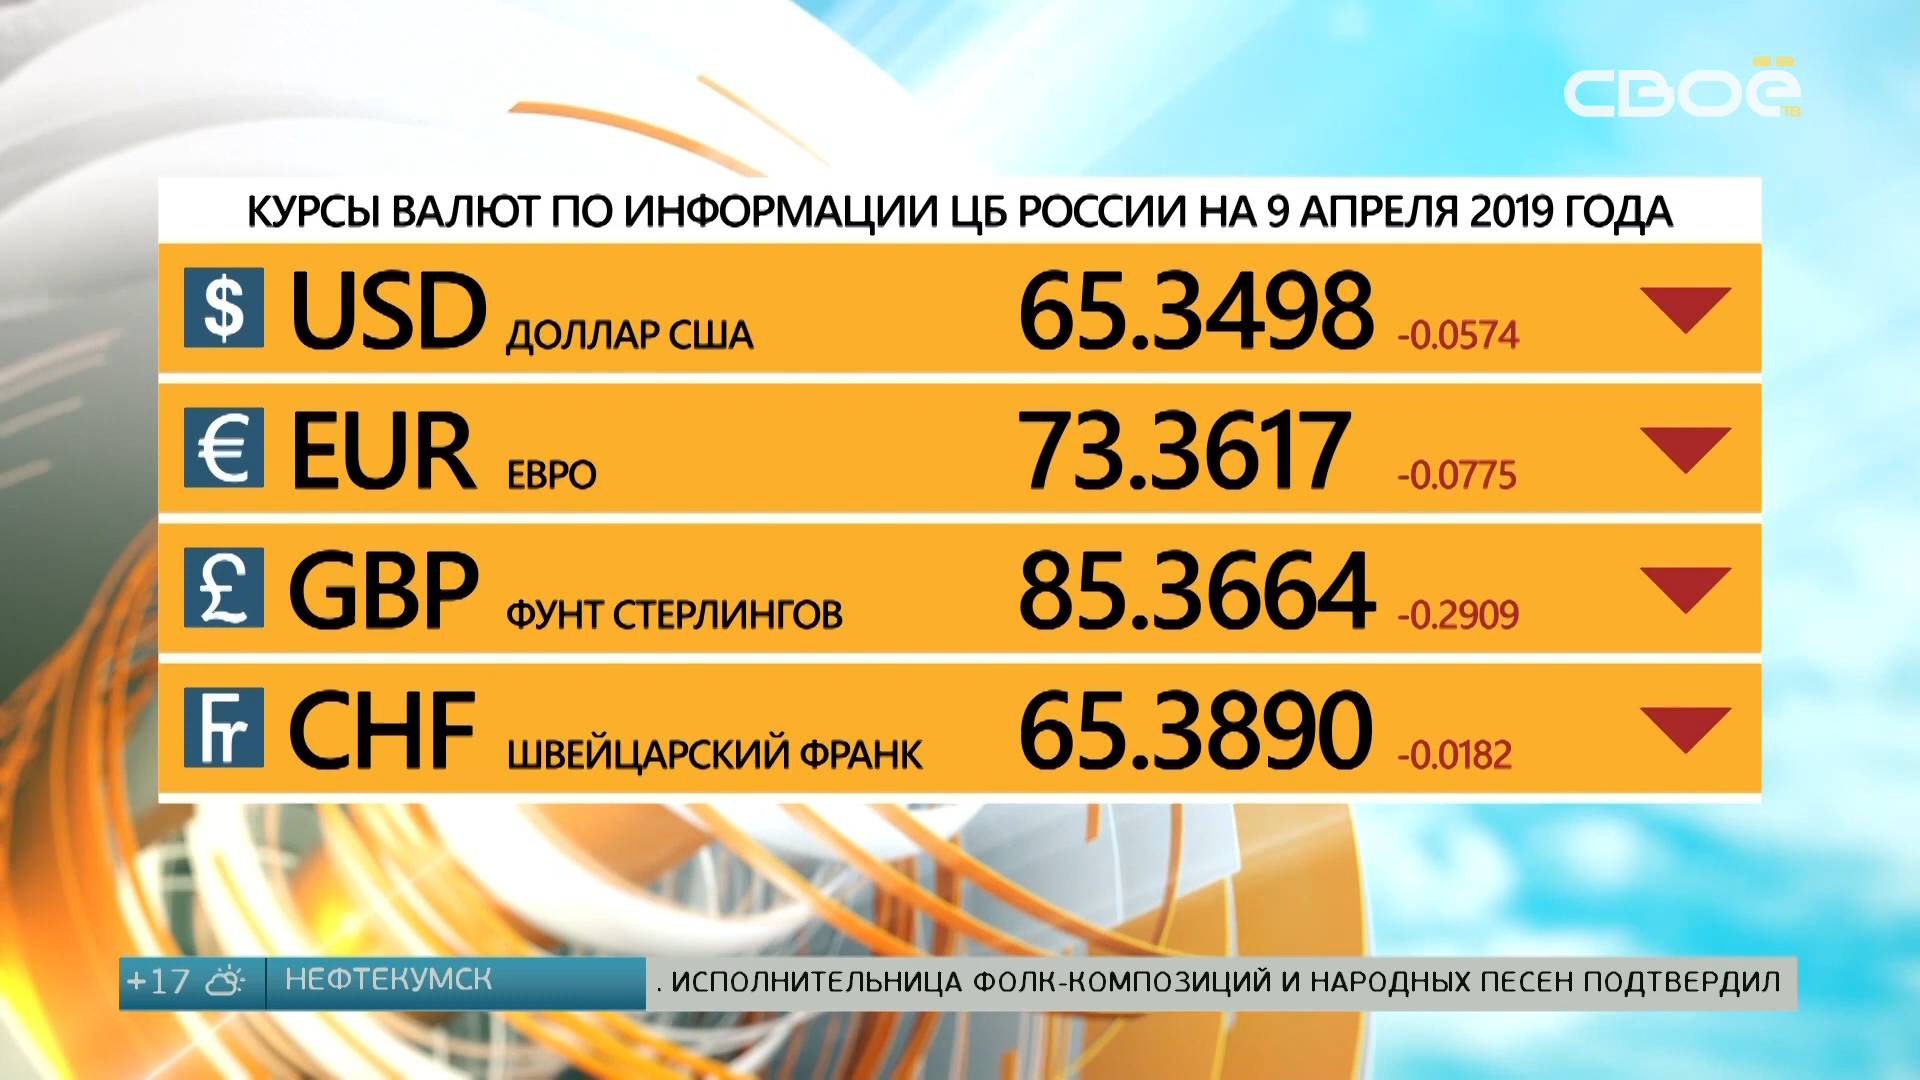 СВОЁ
ТВ
КУРСЫ ВАЛЮТ ПО ИНФОРМАЦИИ ЦБ РОССИИ НА 9 АПРЕЛЯ 2019 ГОДА
$ USD ДОЛЛАР США 65.3498 -0.0574
€ EUR ЕВРО 73.3617 -0.0775
£ GBP ФУНТ СТЕРЛИНГОВ 85.3664 -0.2909
Fr CHF ШВЕЙЦАРСКИЙ ФРАНК 65.3890 -0.0182
+17 НЕФТЕКУМСК . ИСПОЛНИТЕЛЬНИЦА ФОЛК-КОМПОЗИЦИЙ И НАРОДНЫХ ПЕСЕН ПОДТВЕРДИЛ